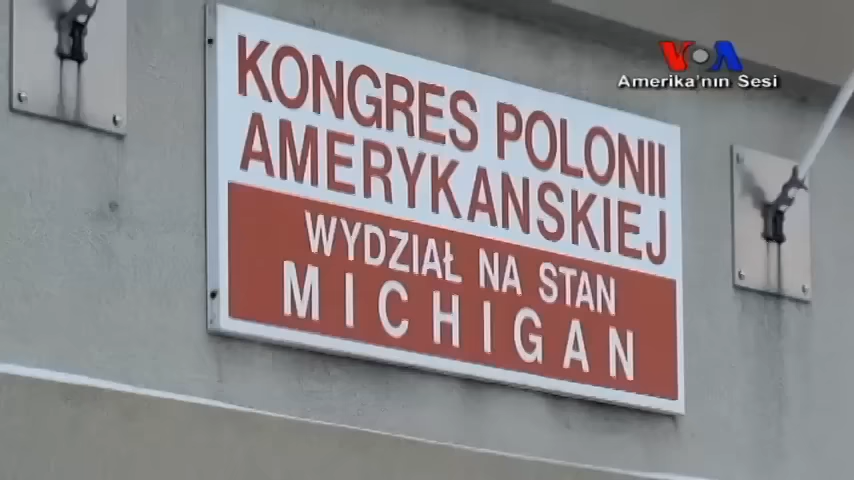 VOA
Amerika'nın Sesi
KONGRES POLONII
AMERYKANSKIEJ
WYDZIAŁ NA STAN
MICHIGAN